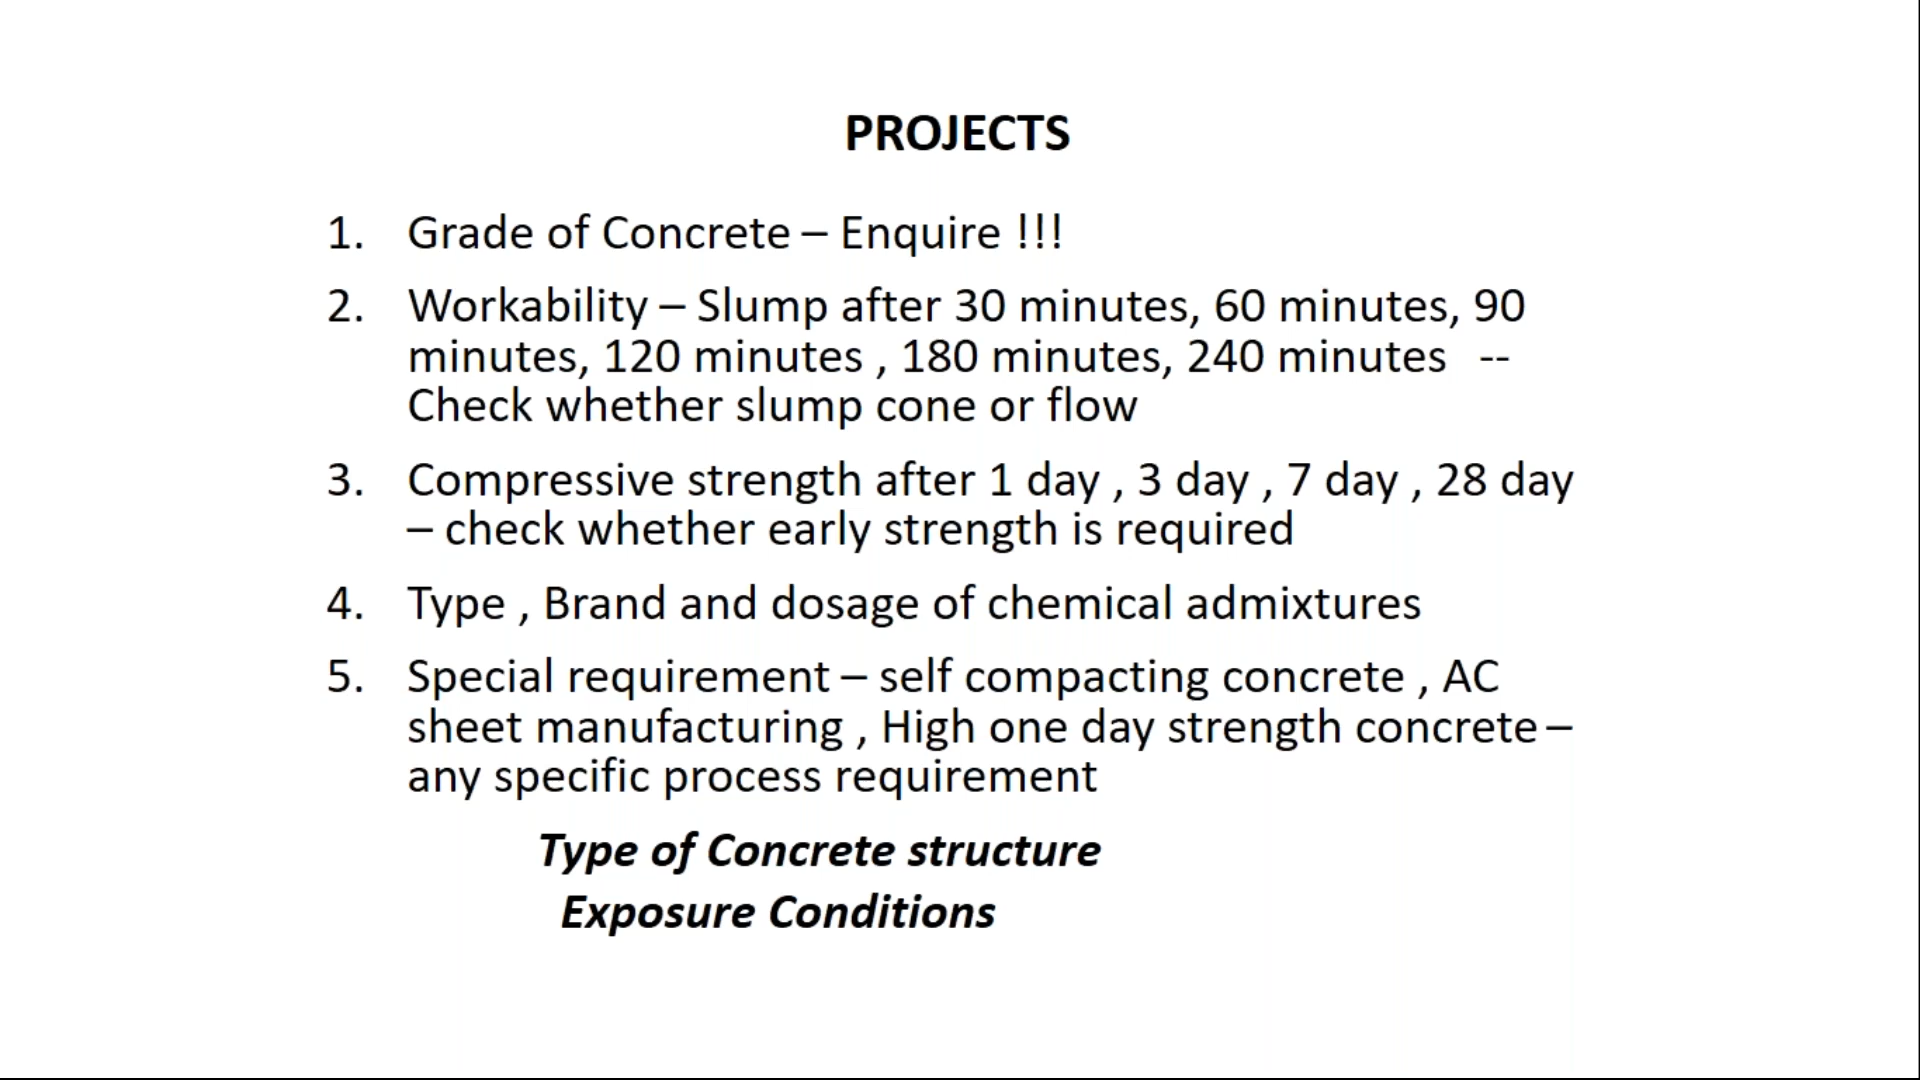 PROJECTS
1. Grade of Concrete – Enquire !!!
2. Workability – Slump after 30 minutes, 60 minutes, 90
minutes, 120 minutes , 180 minutes, 240 minutes  --
Check whether slump cone or flow
3. Compressive strength after 1 day , 3 day , 7 day , 28 day
– check whether early strength is required
4. Type , Brand and dosage of chemical admixtures
5. Special requirement – self compacting concrete , AC
sheet manufacturing , High one day strength concrete –
any specific process requirement
Type of Concrete structure
Exposure Conditions